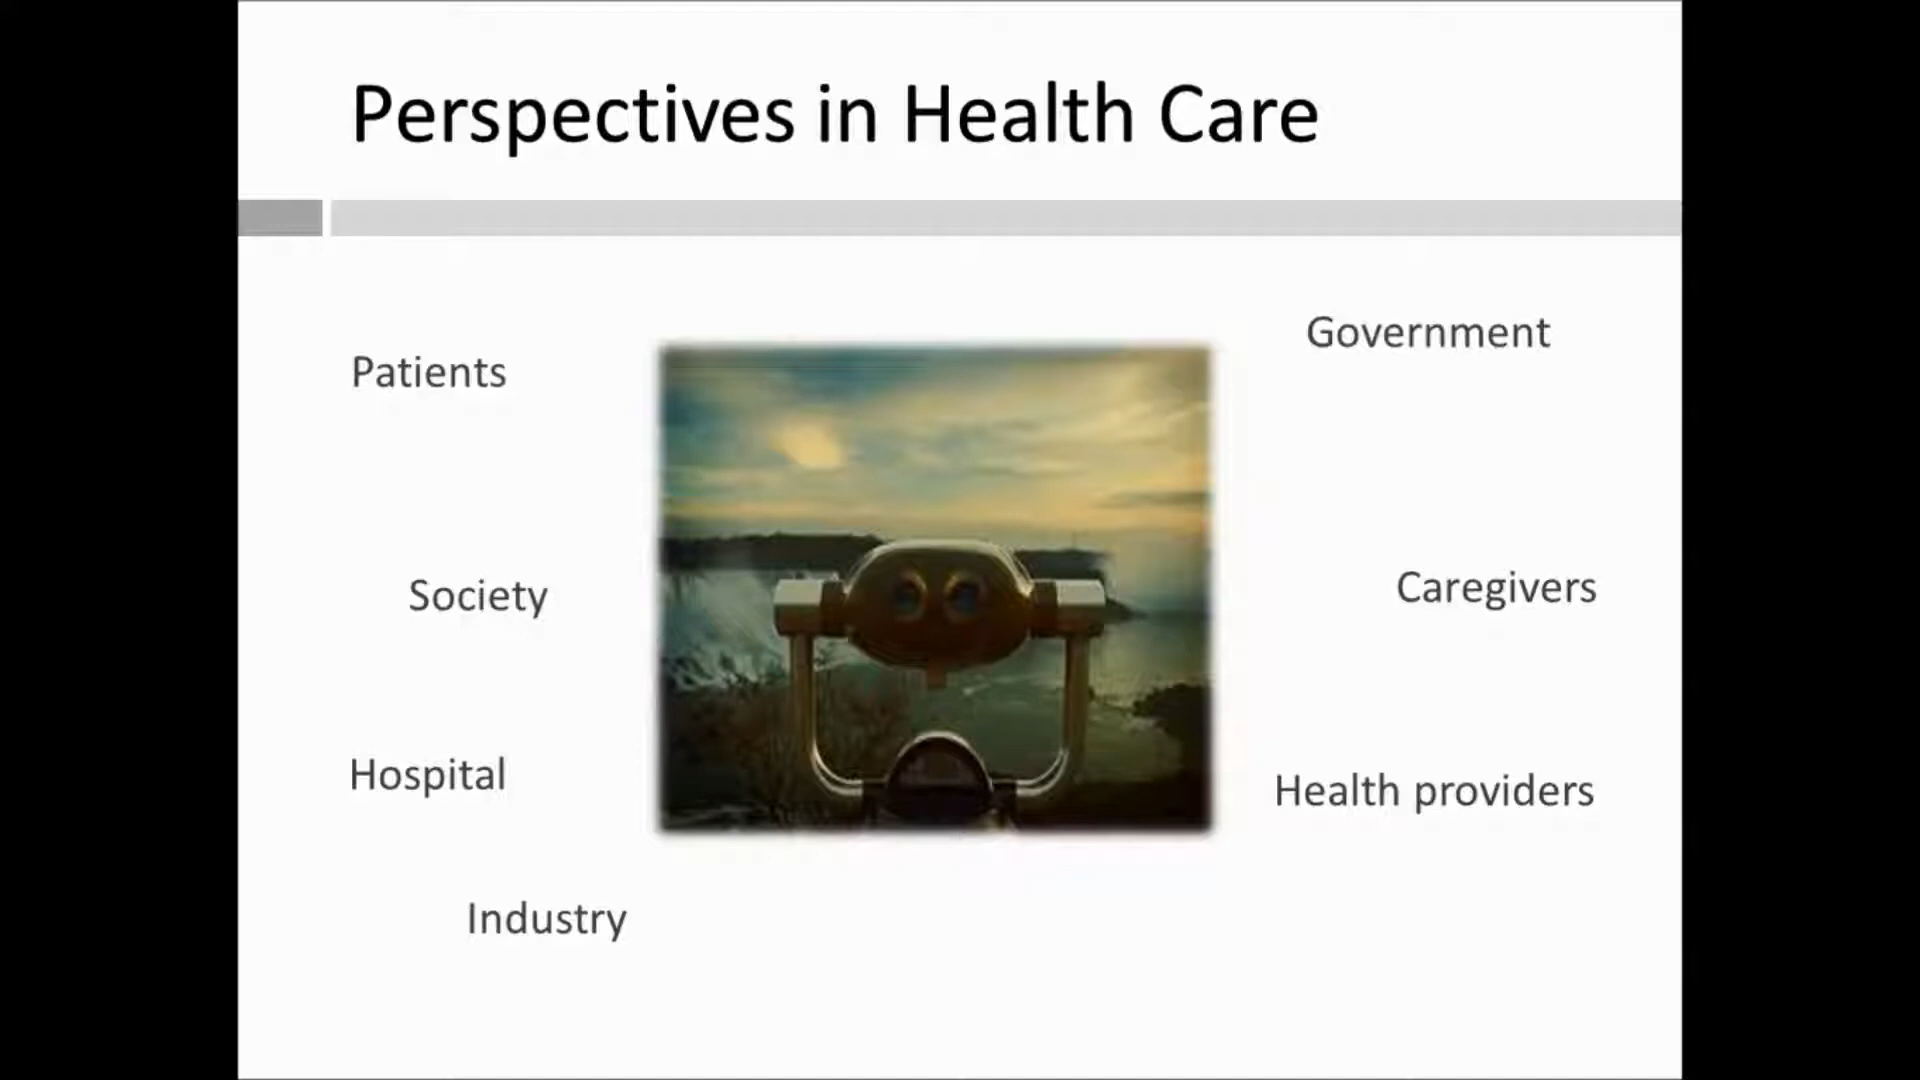 Perspectives in Health Care
Patients
Government
Society
Caregivers
Hospital
Health providers
Industry